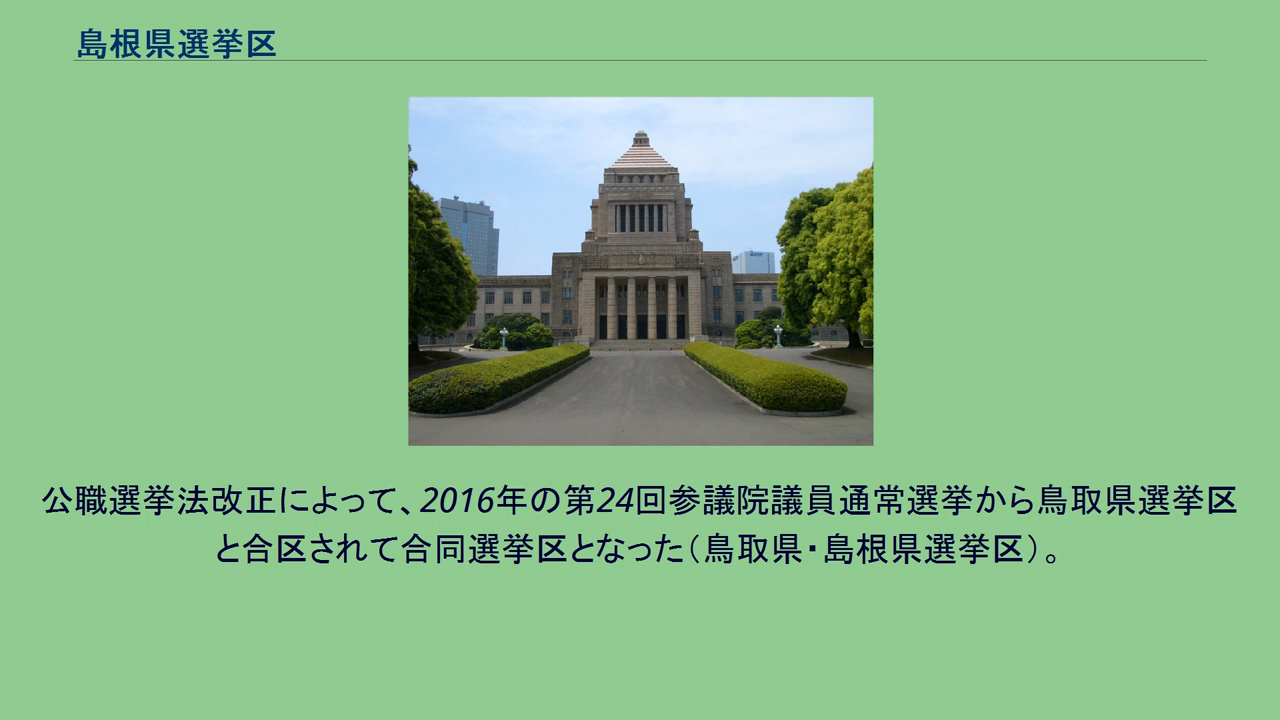 島根県選挙区
公職選挙法改正によって、2016年の第24回参議院議員通常選挙から鳥取県選挙区
と合区されて合同選挙区となった（鳥取県・島根県選挙区）。